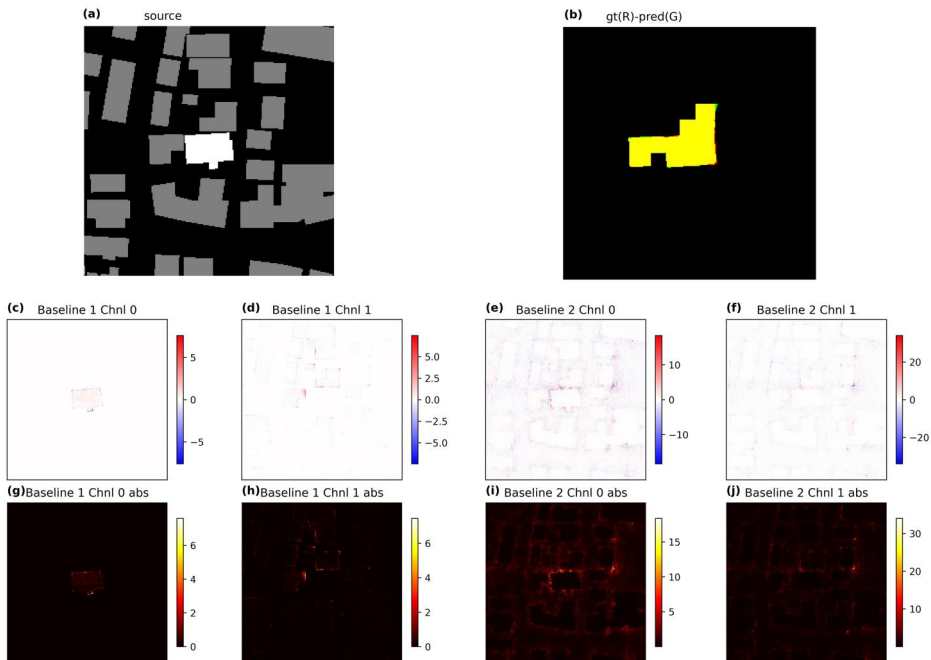 (a) source
(b) gt(R)-pred(G)
(c) Baseline 1 Chnl 0
5
0
−5
(d) Baseline 1 Chnl 1
5.0
2.5
0.0
−2.5
−5.0
(e) Baseline 2 Chnl 0
10
0
−10
(f) Baseline 2 Chnl 1
20
0
−20
(g) Baseline 1 Chnl 0 abs
6
4
2
0
(h) Baseline 1 Chnl 1 abs
6
4
2
0
(i) Baseline 2 Chnl 0 abs
15
10
5
(j) Baseline 2 Chnl 1 abs
30
20
10